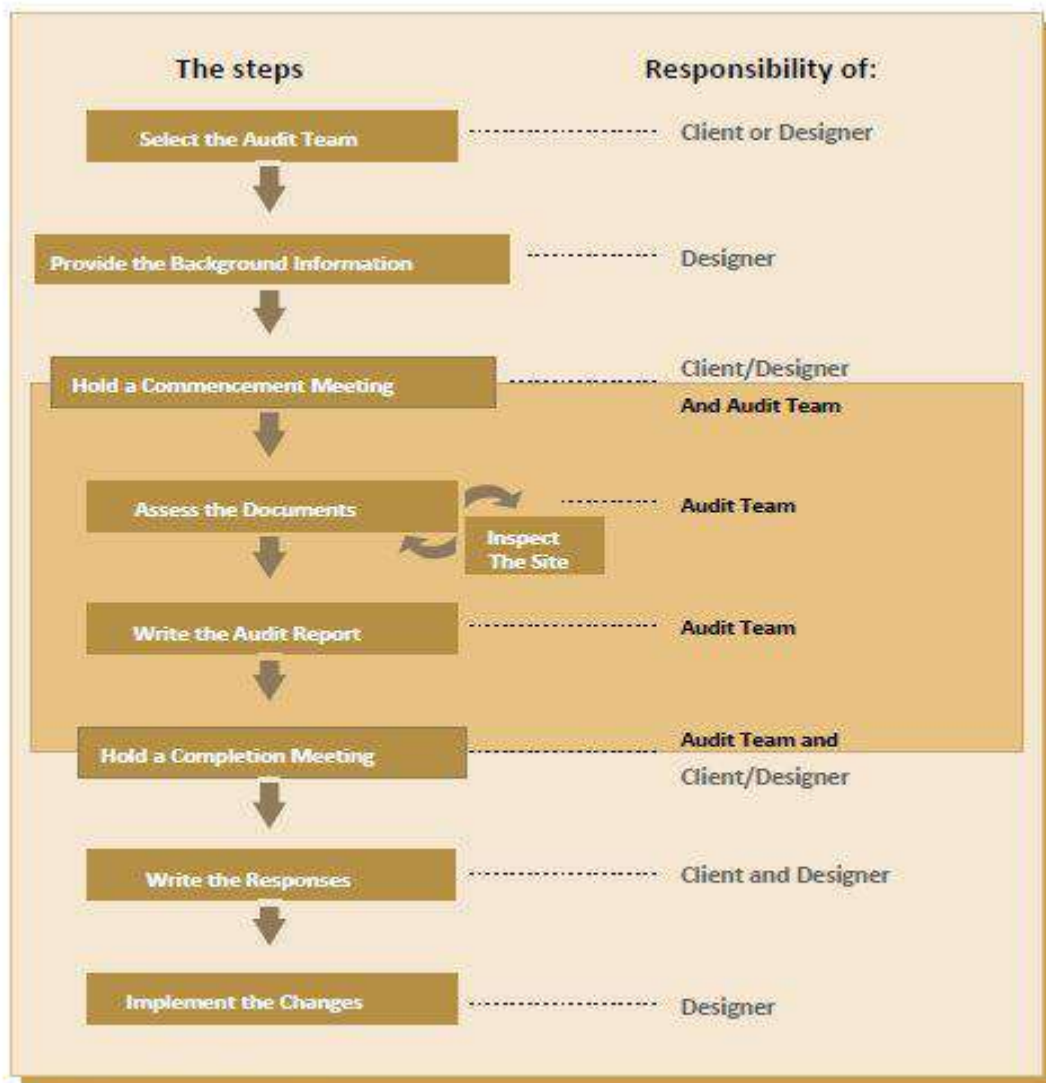 The steps
Responsibility of:
Select the Audit Team
Client or Designer
Provide the Background Information
Designer
Hold a Commencement Meeting
Client/Designer
And Audit Team
Assess the Documents
Audit Team
Inspect
The Site
Write the Audit Report
Audit Team
Hold a Completion Meeting
Audit Team and
Client/Designer
Write the Responses
Client and Designer
Implement the Changes
Designer